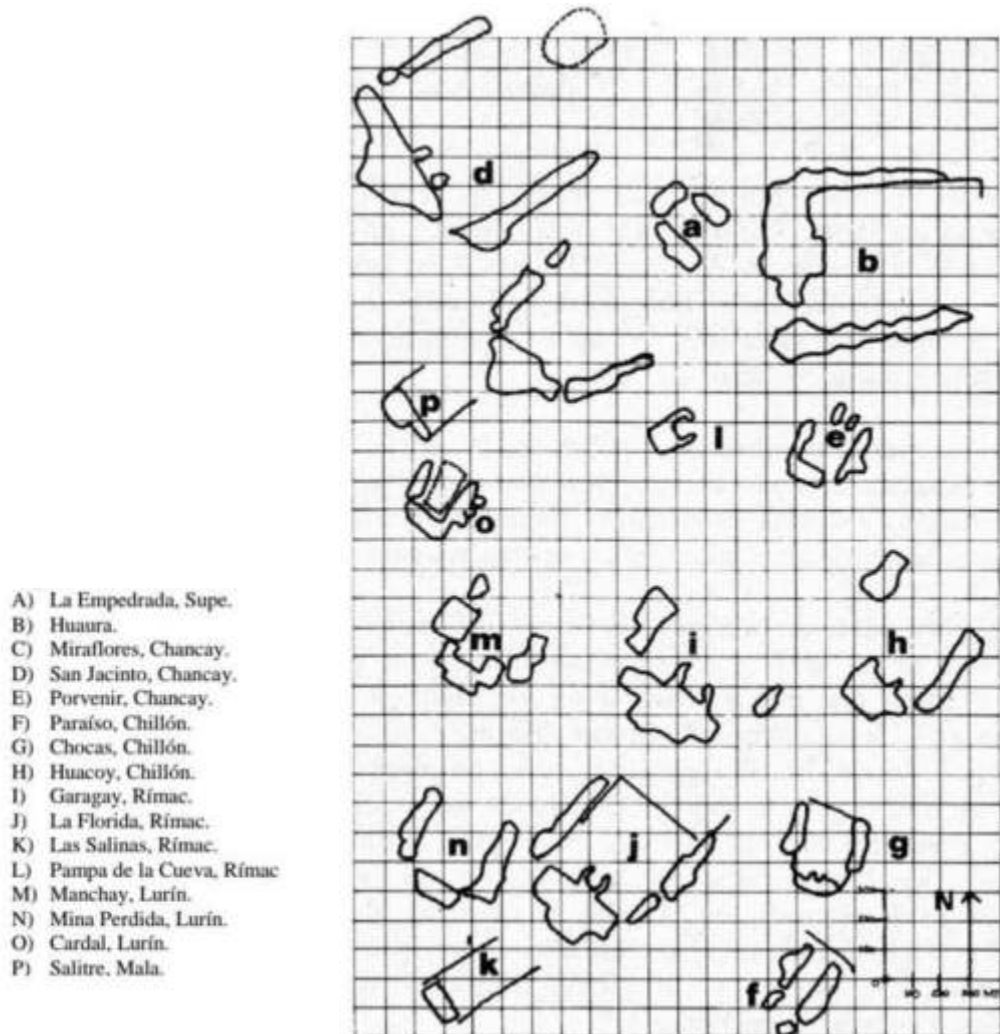 d
a
b
p
l
e
o
m
i
h
n
j
g
N
k
f
0
A) La Empedrada, Supe.
B) Huaura.
C) Miraflores, Chancay.
D) San Jacinto, Chancay.
E) Porvenir, Chancay.
F) Paraíso, Chillón.
G) Chocas, Chillón.
H) Huacoy, Chillón.
I) Garagay, Rímac.
J) La Florida, Rímac.
K) Las Salinas, Rímac.
L) Pampa de la Cueva, Rímac
M) Manchay, Lurín.
N) Mina Perdida, Lurín.
O) Cardal, Lurín.
P) Salitre, Mala.